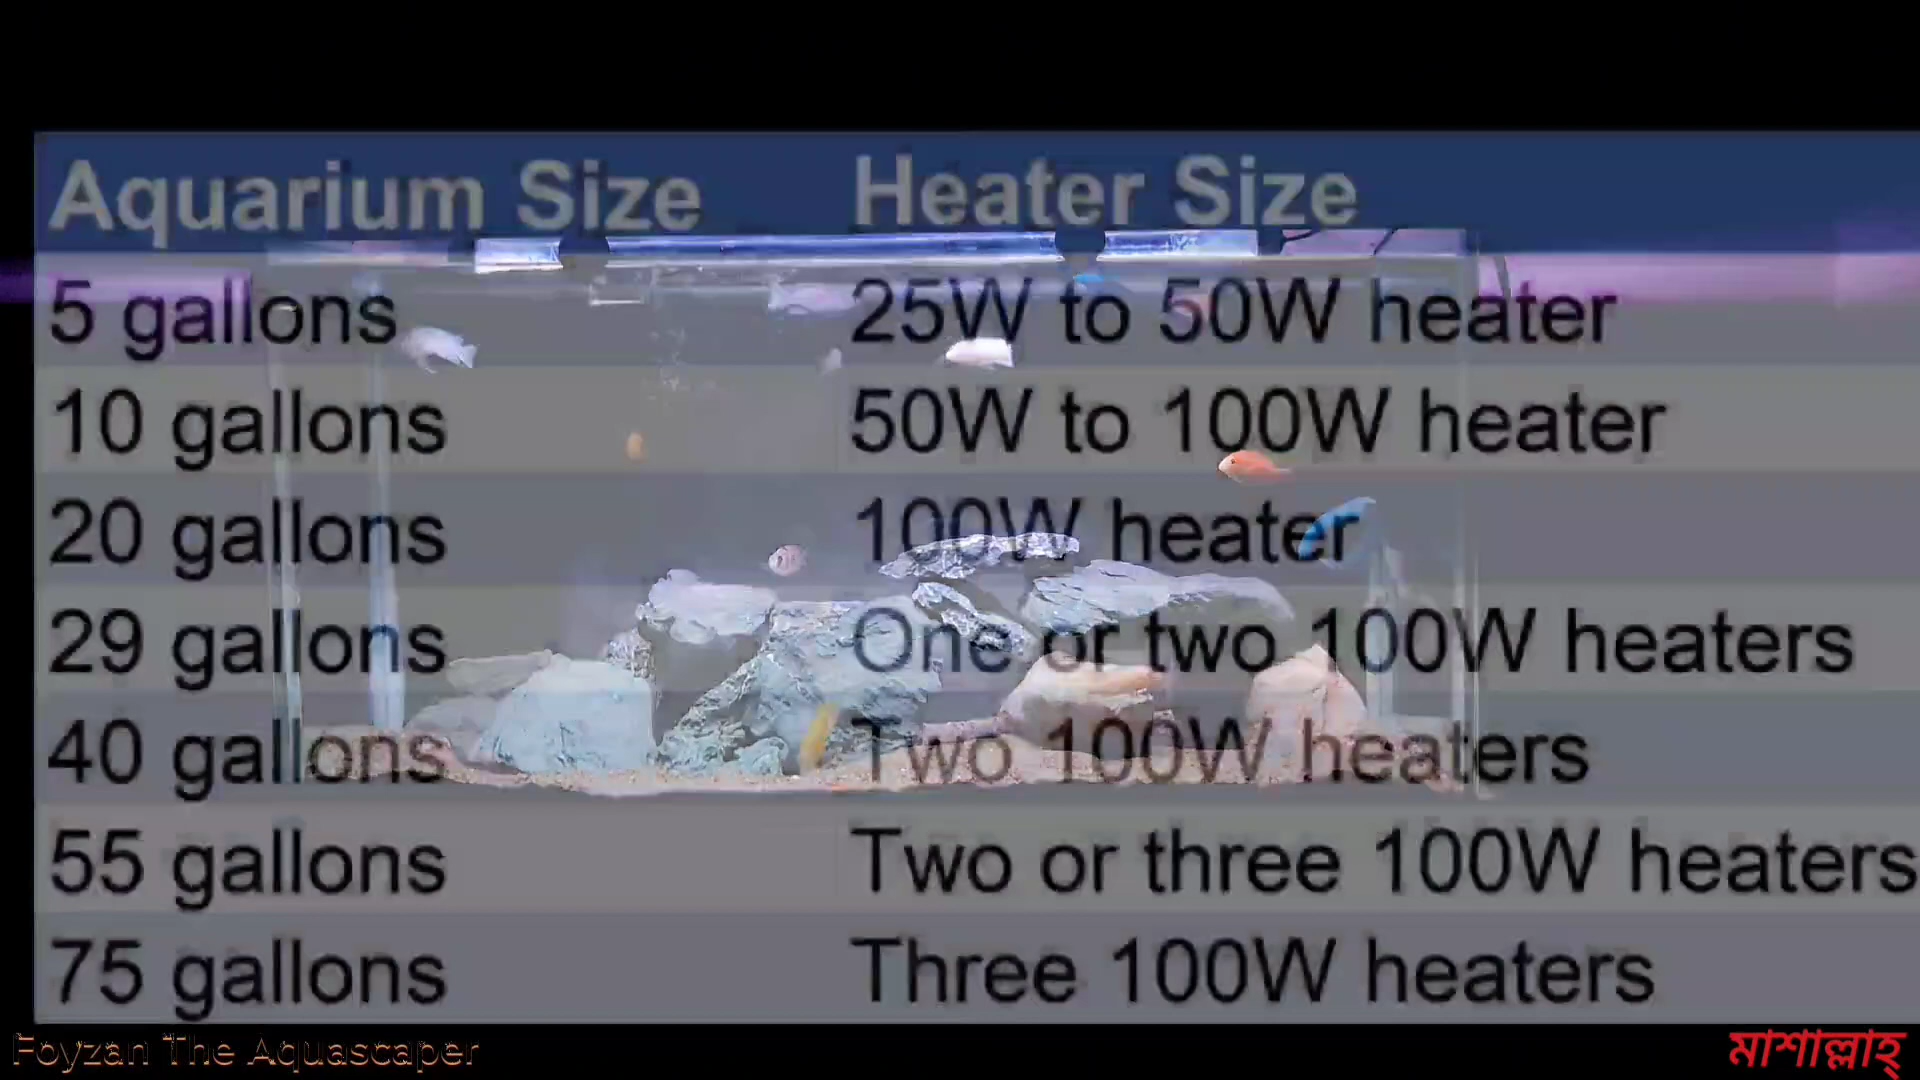 Aquarium Size Heater Size
5 gallons 25W to 50W heater
10 gallons 50W to 100W heater
20 gallons 100W heater
29 gallons One or two 100W heaters
40 gallons Two 100W heaters
55 gallons Two or three 100W heaters
75 gallons Three 100W heaters
Foyzan The Aquascaper
মাশাল্লাহ্